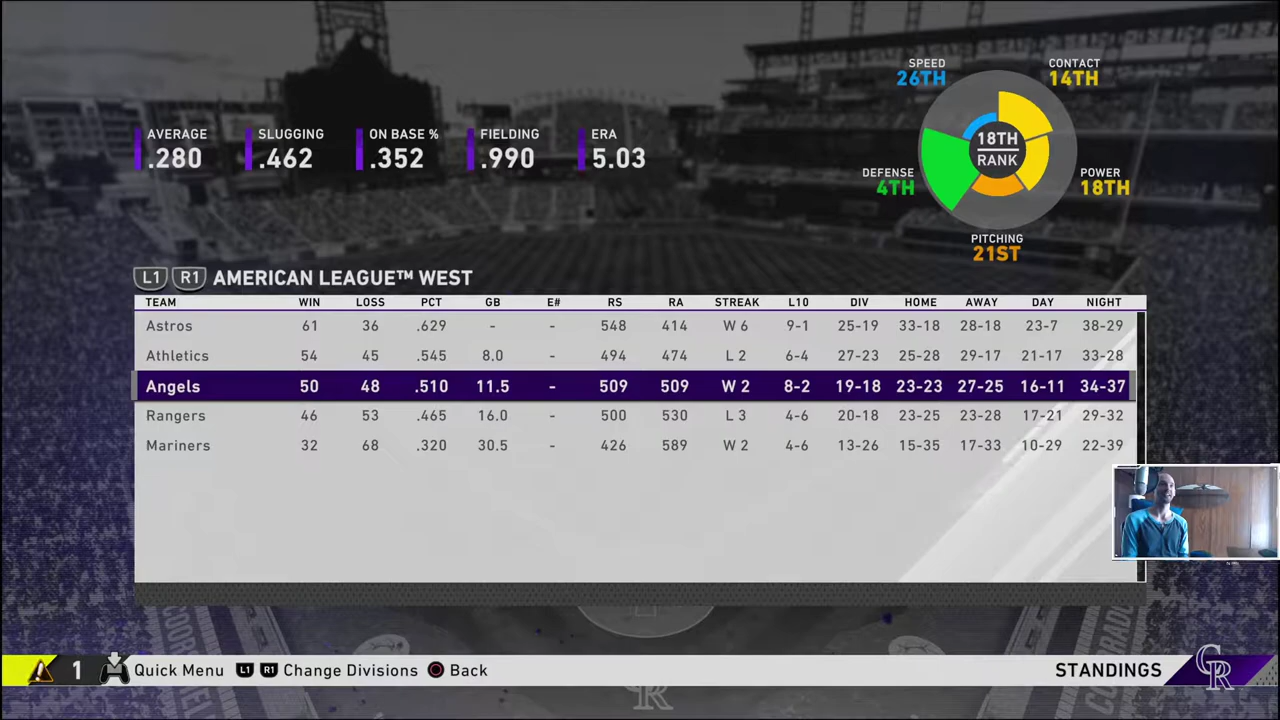 SPEED
26TH
CONTACT
14TH
AVERAGE SLUGGING ON BASE % FIELDING ERA
.280 .462 .352 .990 5.03
18TH
RANK
DEFENSE
4TH
POWER
18TH
PITCHING
21ST
L1 R1 AMERICAN LEAGUE™ WEST
TEAM WIN LOSS PCT GB E# RS RA STREAK L10 DIV HOME AWAY DAY NIGHT
Astros 61 36 .629 - - 548 414 W 6 9-1 25-19 33-18 28-18 23-7 38-29
Athletics 54 45 .545 8.0 - 494 474 L 2 6-4 27-23 25-28 29-17 21-17 33-28
Angels 50 48 .510 11.5 - 509 509 W 2 8-2 19-18 23-23 27-25 16-11 34-37
Rangers 46 53 .465 16.0 - 500 530 L 3 4-6 20-18 23-25 23-28 17-21 29-32
Mariners 32 68 .320 30.5 - 426 589 W 2 4-6 13-26 15-35 17-33 10-29 22-39
1 Quick Menu L1 R1 Change Divisions Back STANDINGS CR
CR